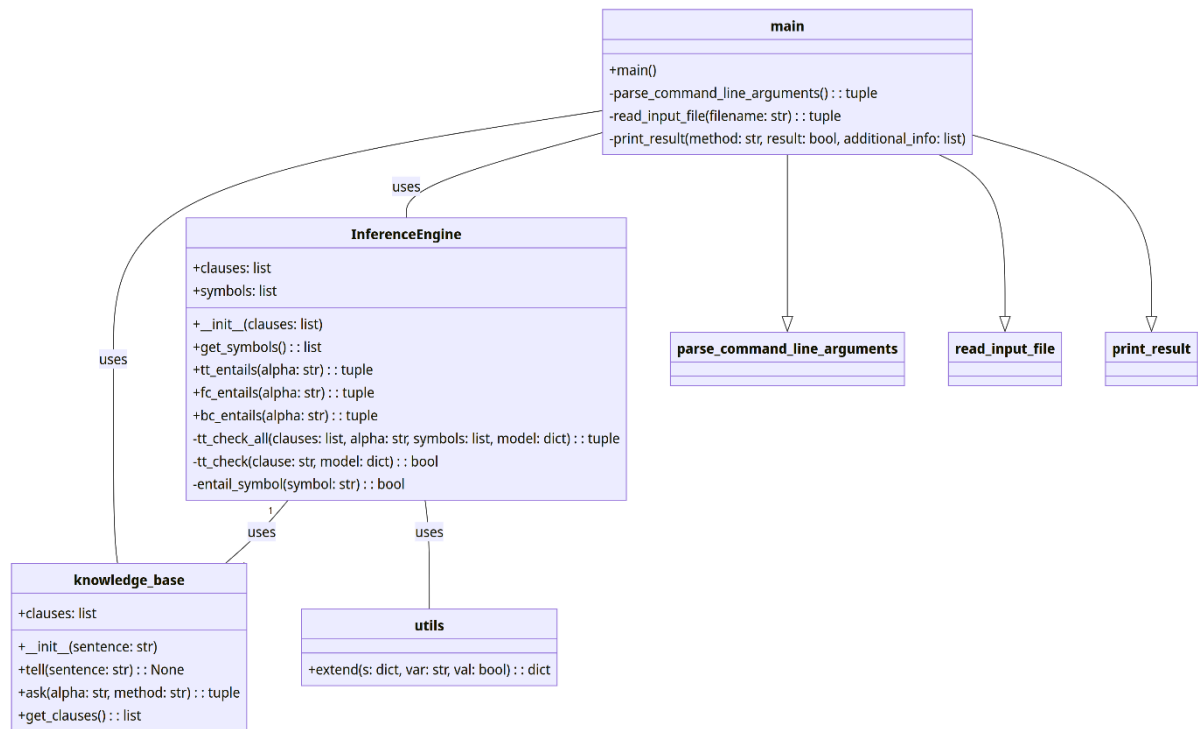 main
+main()
-parse_command_line_arguments() : : tuple
-read_input_file(filename: str) : : tuple
-print_result(method: str, result: bool, additional_info: list)
uses
InferenceEngine
+clauses: list
+symbols: list
+__init__(clauses: list)
+get_symbols() : : list
+tt_entails(alpha: str) : : tuple
+fc_entails(alpha: str) : : tuple
+bc_entails(alpha: str) : : tuple
-tt_check_all(clauses: list, alpha: str, symbols: list, model: dict) : : tuple
-tt_check(clause: str, model: dict) : : bool
-entail_symbol(symbol: str) : : bool
parse_command_line_arguments
read_input_file
print_result
uses
1
uses
uses
knowledge_base
+clauses: list
+__init__(sentence: str)
+tell(sentence: str) : : None
+ask(alpha: str, method: str) : : tuple
+get_clauses() : : list
utils
+extend(s: dict, var: str, val: bool) : : dict